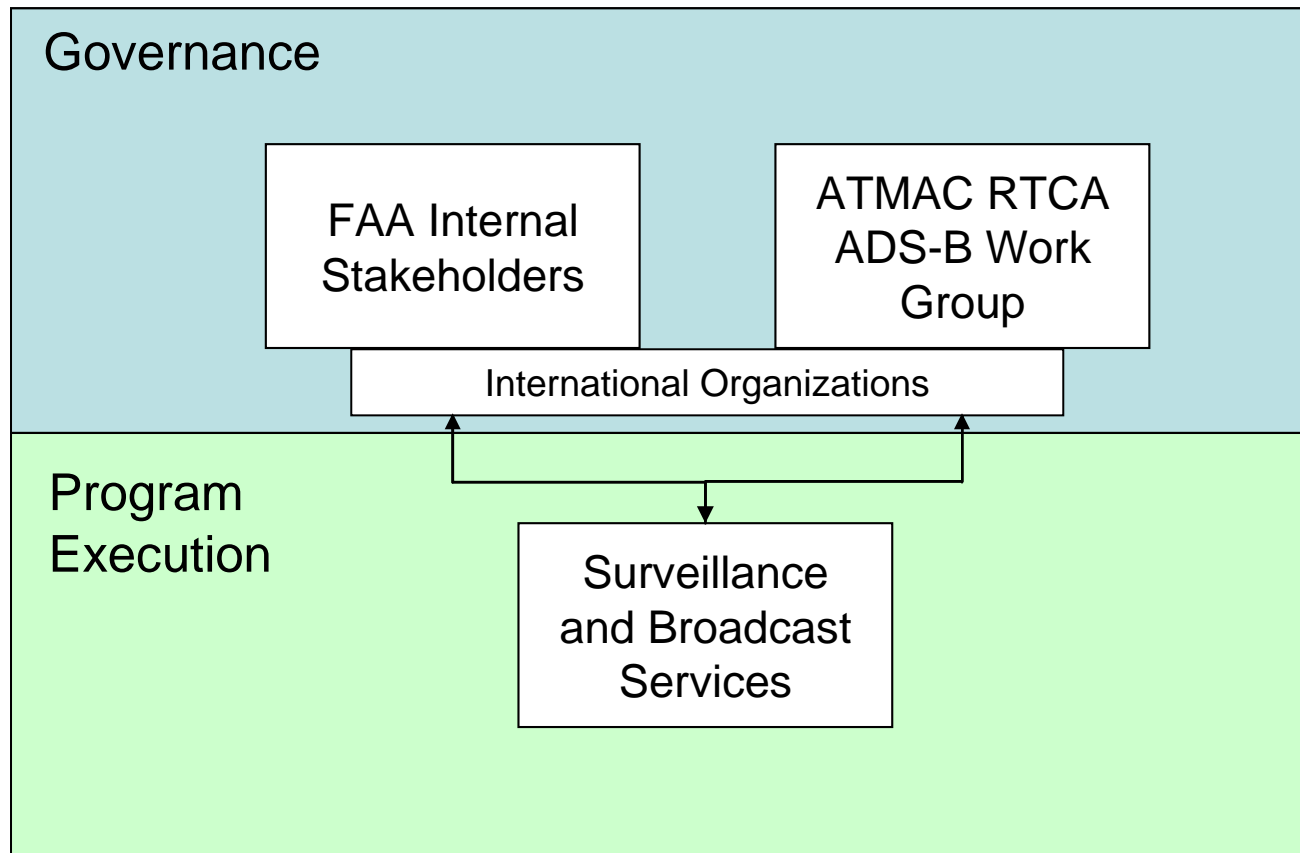 Governance
FAA Internal
Stakeholders
ATMAC RTCA
ADS-B Work
Group
International Organizations
Program
Execution
Surveillance
and Broadcast
Services